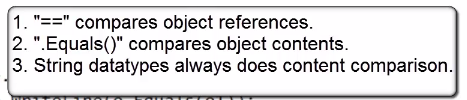 1. "==" compares object references.
2. ".Equals()" compares object contents.
3. String datatypes always does content comparison.